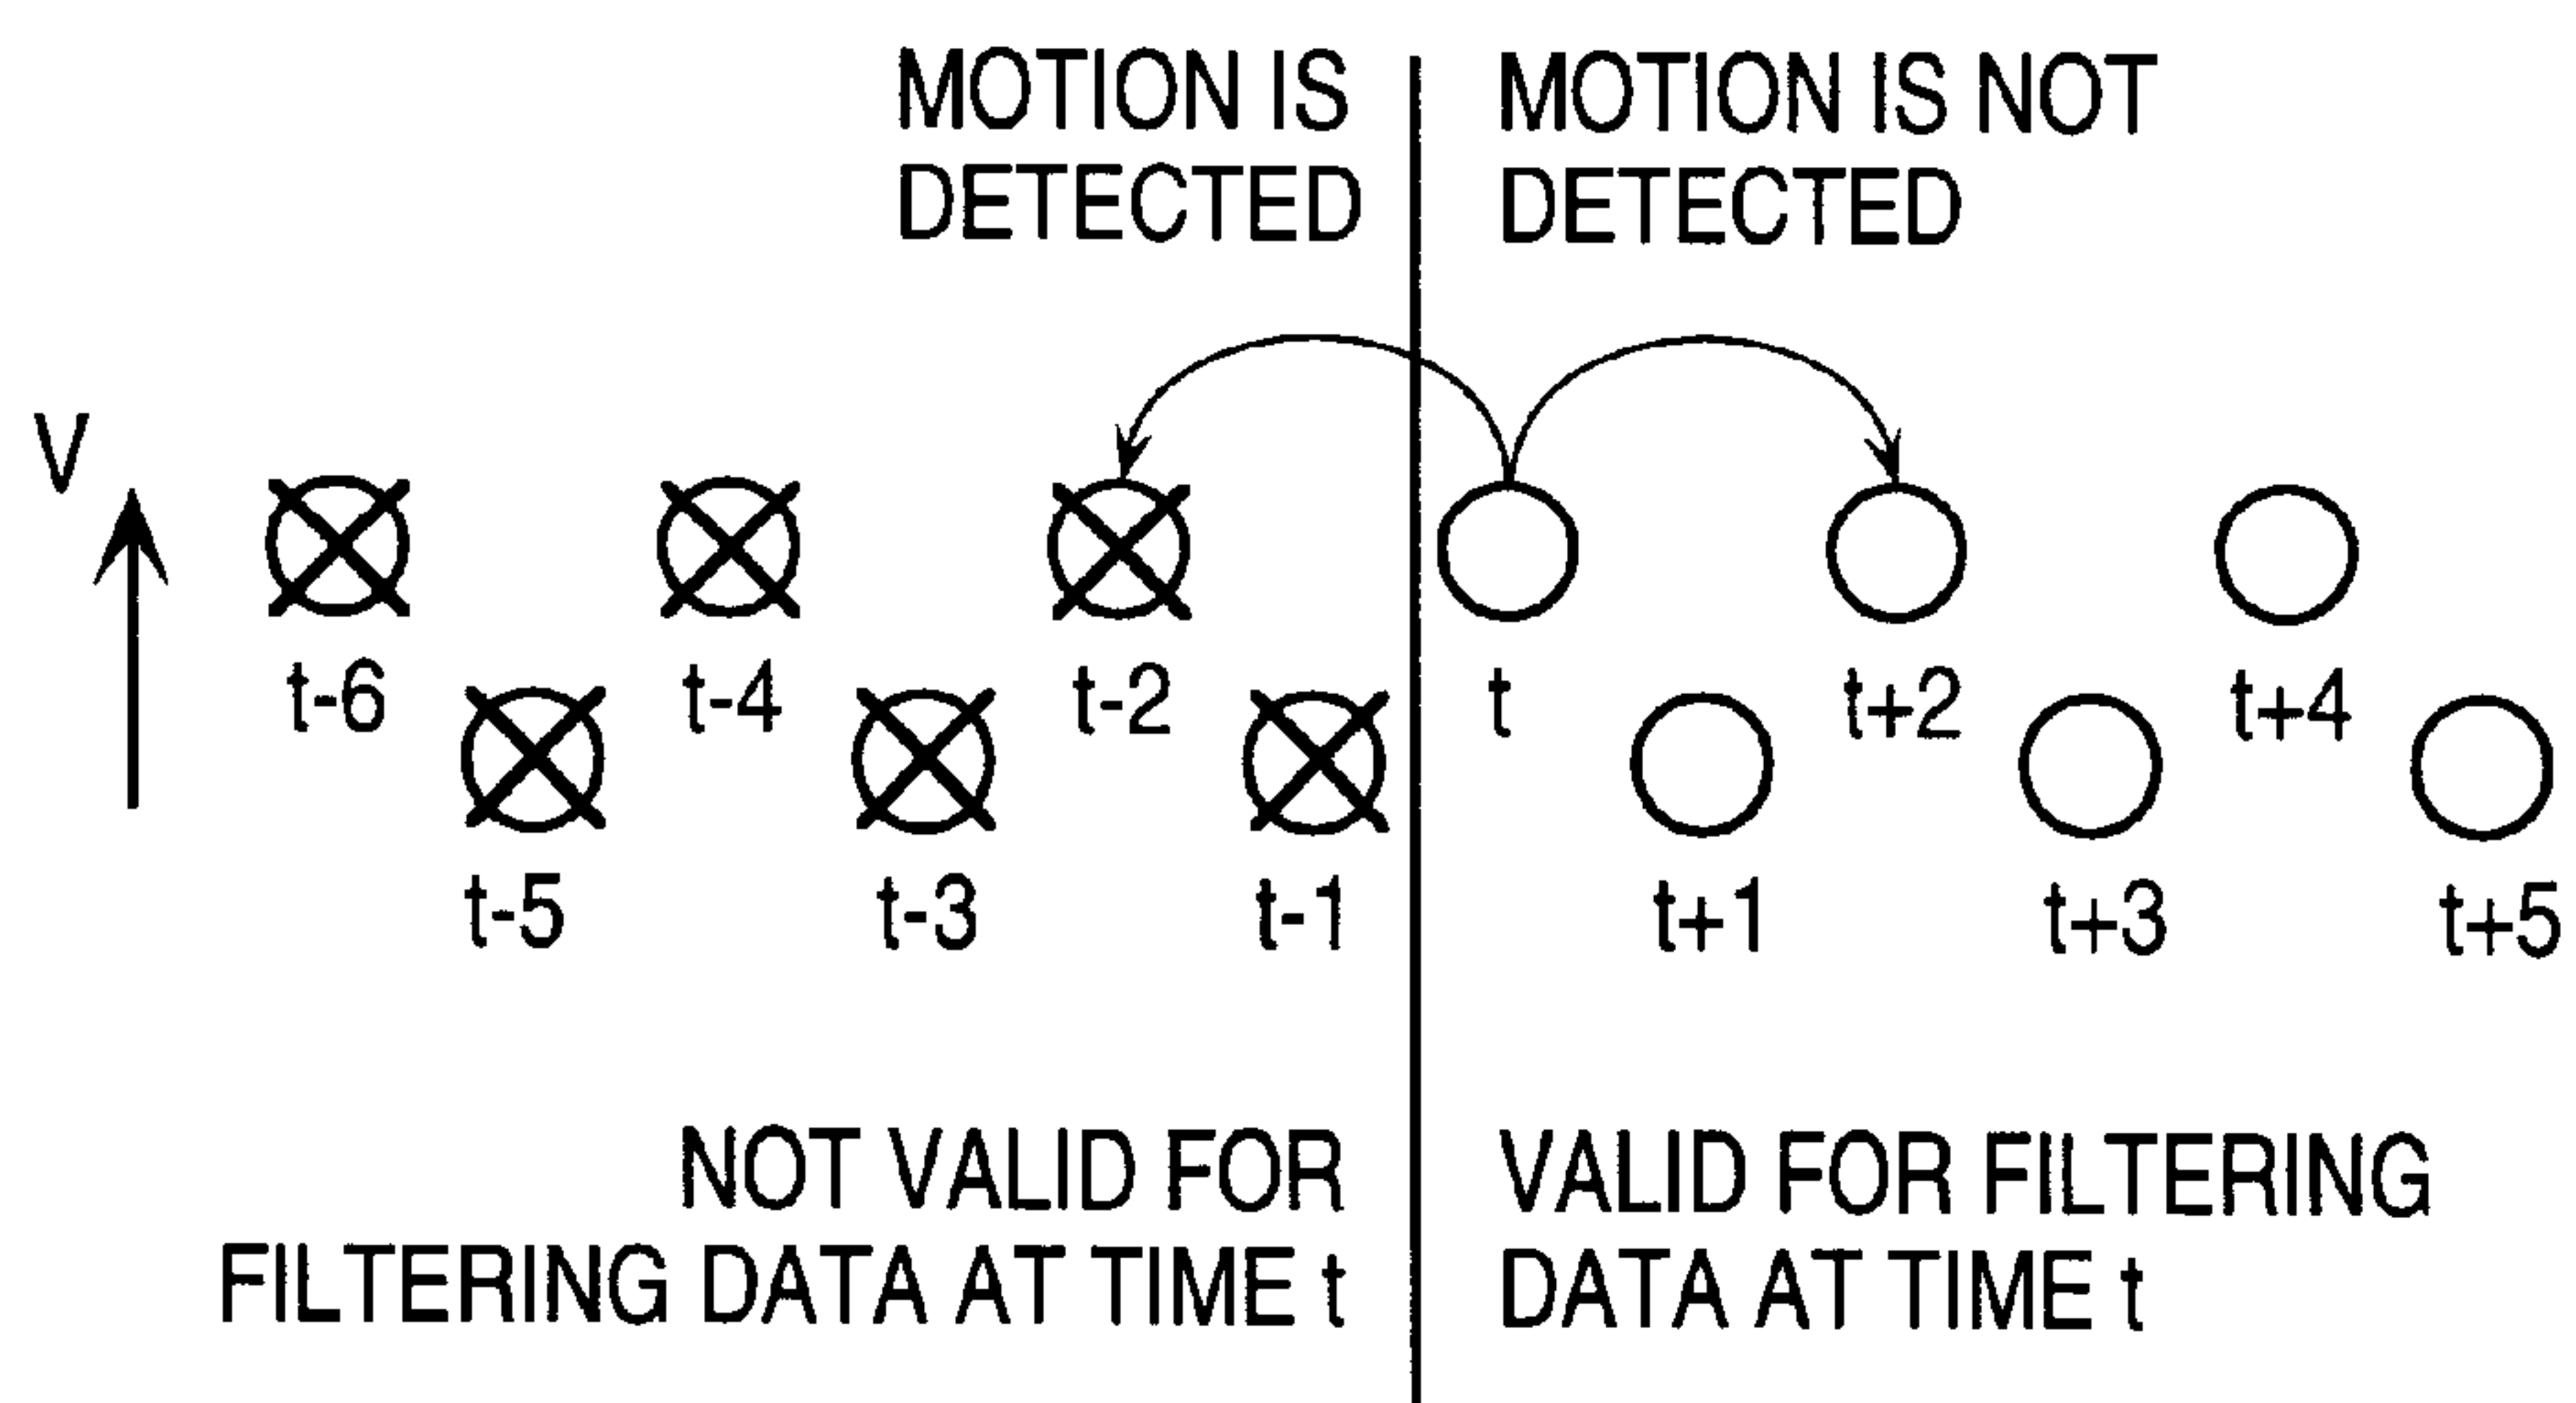 MOTION IS
DETECTED
MOTION IS NOT
DETECTED
V
t-6
t-4
t-2
t
t+2
t+4
t-5
t-3
t-1
t+1
t+3
t+5
NOT VALID FOR
FILTERING DATA AT TIME t
VALID FOR FILTERING
DATA AT TIME t